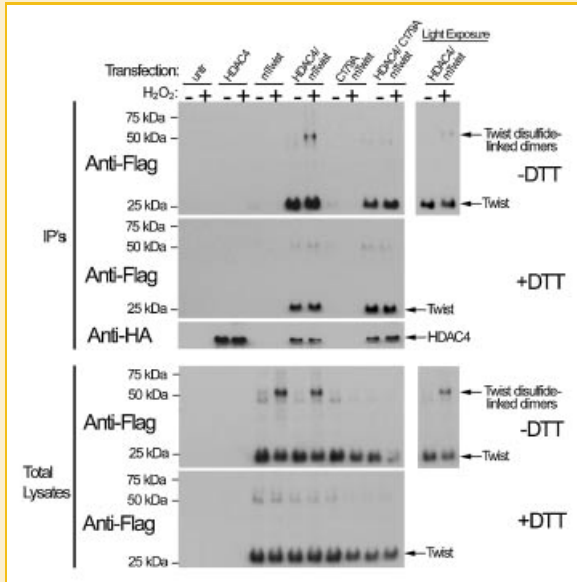 Light Exposure
Transfection: untr HDAC4 mTwist HDAC4/ mTwist C179A mTwist HDAC4/ C179A mTwist HDAC4/ mTwist
H₂O₂: - + - + - + - + - + - + - +
75 kDa
50 kDa
Twist disulfide-
linked dimers
Anti-Flag
-DTT
25 kDa
Twist
IP's
75 kDa
50 kDa
Anti-Flag
+DTT
25 kDa
Twist
Anti-HA
HDAC4
75 kDa
50 kDa
Twist disulfide-
linked dimers
Anti-Flag
-DTT
25 kDa
Twist
Total
Lysates
75 kDa
50 kDa
Anti-Flag
+DTT
25 kDa
Twist